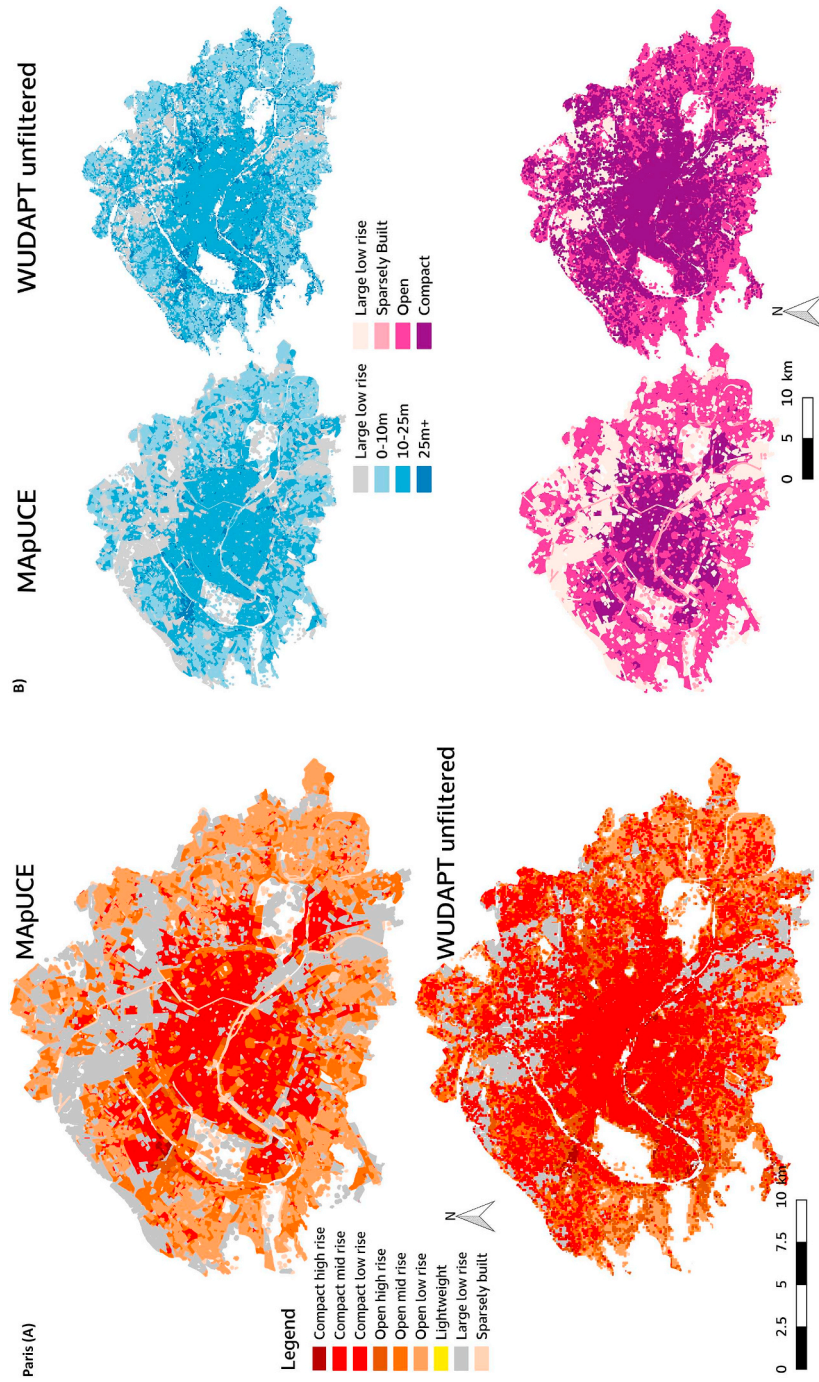 Paris (A)
MApUCE
Legend
Compact high rise
Compact mid rise
Compact low rise
Open high rise
Open mid rise
Open low rise
Lightweight
Large low rise
Sparsely built
N
WUDAPT unfiltered
0 2.5 5 7.5 10 km
B)
MApUCE
WUDAPT unfiltered
Large low rise
0-10m
10-25m
25m+
Large low rise
Sparsely Built
Open
Compact
0 5 10 km
N